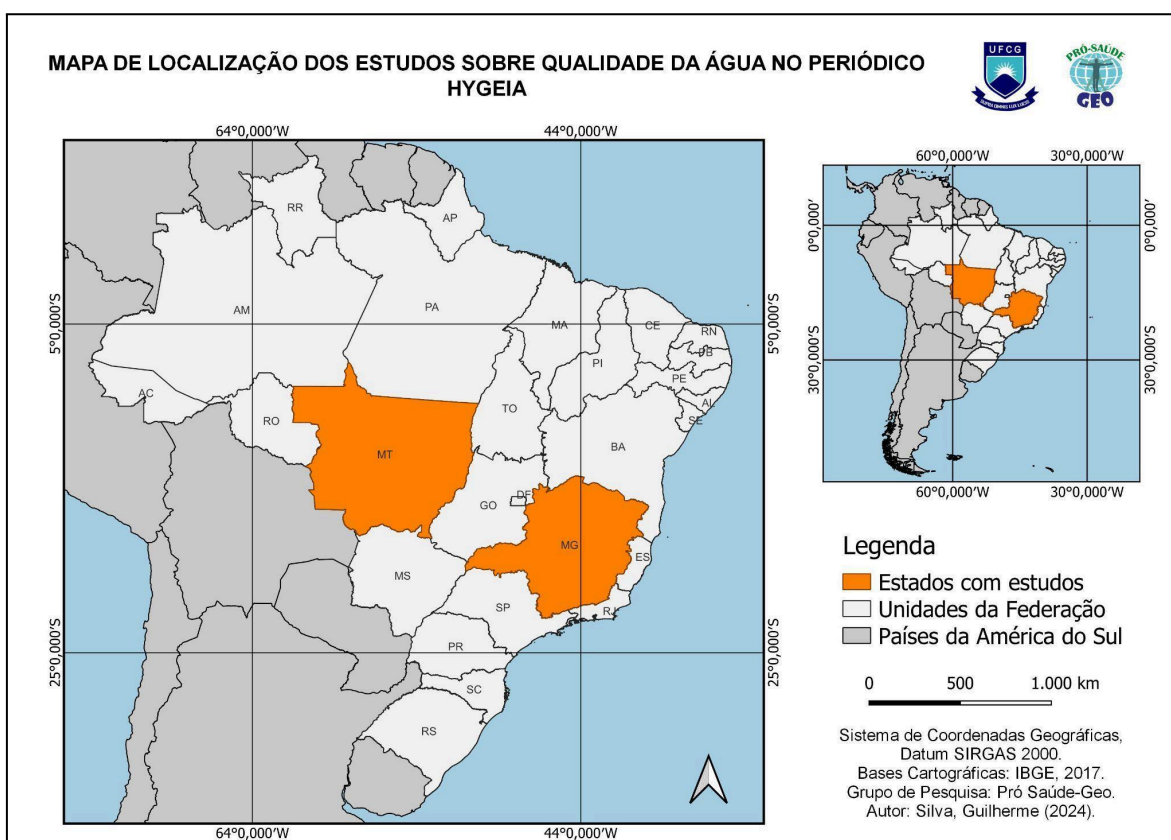 MAPA DE LOCALIZAÇÃO DOS ESTUDOS SOBRE QUALIDADE DA ÁGUA NO PERIÓDICO
HYGEIA
UFCG
PRÓ-SAÚDE
GEO
64°0,000'W 44°0,000'W
60°0,000'W 30°0,000'W
RR
AP
0°0,000' 0°0,000'
AM
PA
5°0,000'S 5°0,000'S
MA
CE
RN
PB
PI
PE
AC
AL
TO
SE
RO
30°0,000'S 30°0,000'S
BA
MT
60°0,000'W 30°0,000'W
DF
GO
MG
ES
Legenda
MS
Estados com estudos
SP
RJ
Unidades da Federação
Países da América do Sul
PR
25°0,000'S 25°0,000'S
SC
0 500 1.000 km
RS
Sistema de Coordenadas Geográficas,
Datum SIRGAS 2000.
Bases Cartográficas: IBGE, 2017.
Grupo de Pesquisa: Pró Saúde-Geo.
Autor: Silva, Guilherme (2024).
64°0,000'W 44°0,000'W